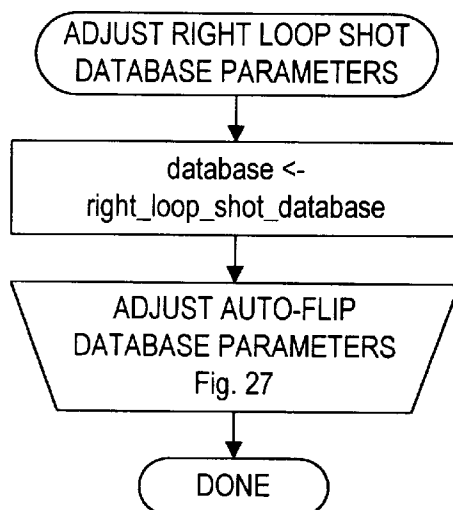 ADJUST RIGHT LOOP SHOT
DATABASE PARAMETERS
database <-
right_loop_shot_database
ADJUST AUTO-FLIP
DATABASE PARAMETERS
Fig. 27
DONE